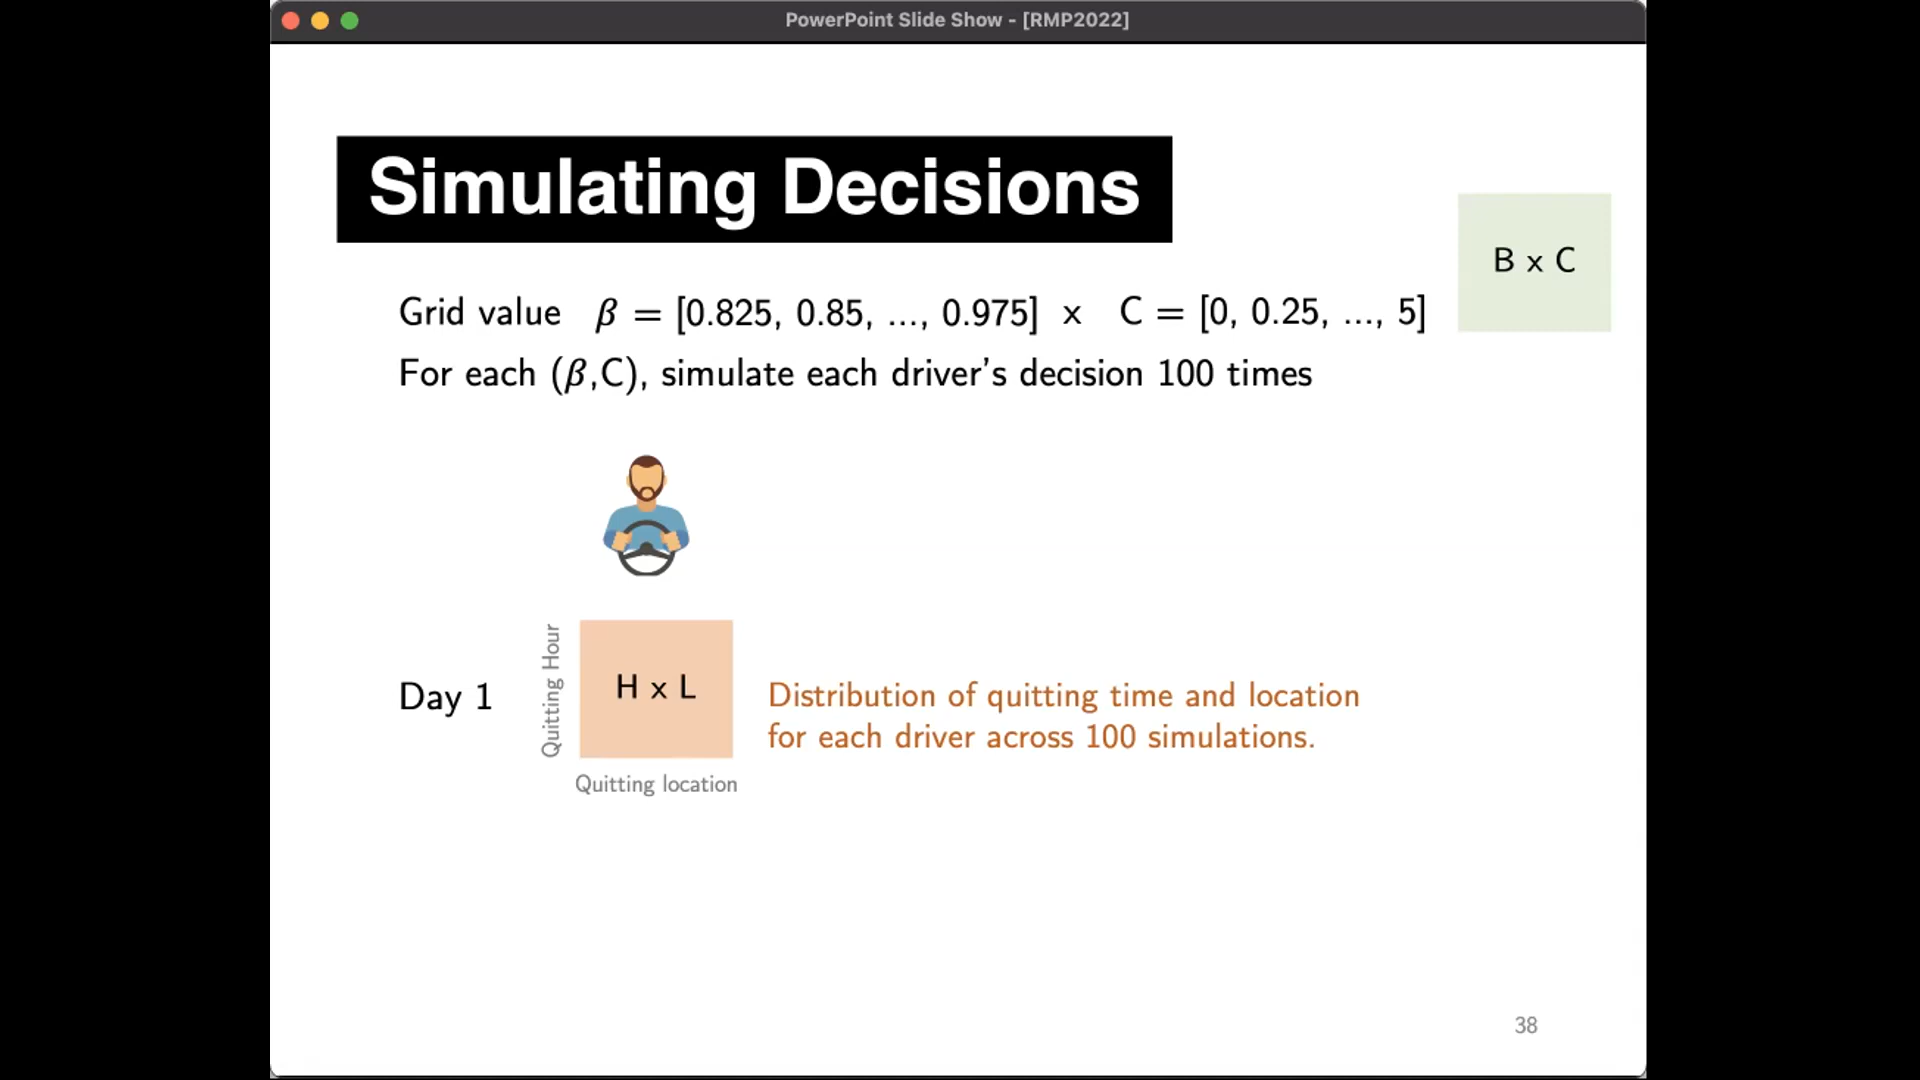 PowerPoint Slide Show - [RMP2022]
Simulating Decisions
B x C
Grid value β = [0.825, 0.85, ..., 0.975] x C = [0, 0.25, ..., 5]
For each (β,C), simulate each driver's decision 100 times
Day 1
Quitting Hour
H x L
Quitting location
Distribution of quitting time and location
for each driver across 100 simulations.
38